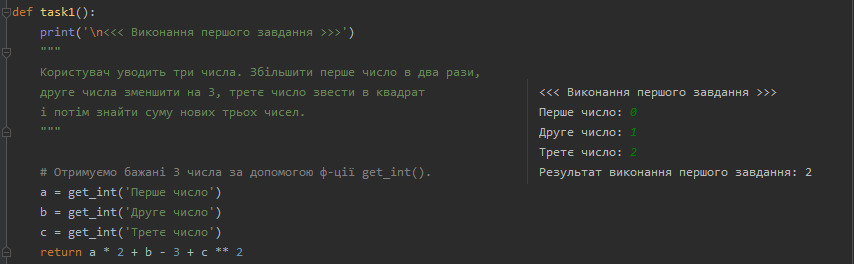 def task1():
print('\n<<< Виконання першого завдання >>>')
"""
Користувач уводить три числа. Збільшити перше число в два рази,
друге числа зменшити на 3, третє число звести в квадрат
і потім знайти суму нових трьох чисел.
"""
# Отримуємо бажані 3 числа за допомогою ф-ції get_int().
a = get_int('Перше число')
b = get_int('Друге число')
c = get_int('Третє число')
return a * 2 + b - 3 + c ** 2
<<< Виконання першого завдання >>>
Перше число: 0
Друге число: 1
Третє число: 2
Результат виконання першого завдання: 2